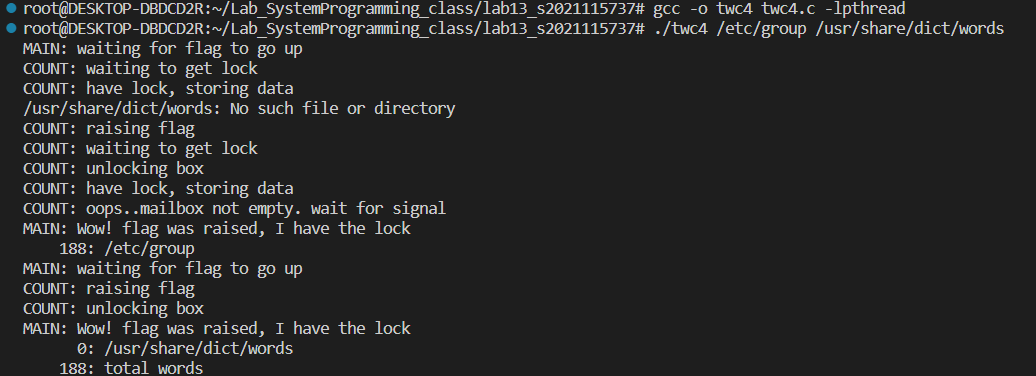 root@DESKTOP-DBDCD2R:~/Lab_SystemProgramming_class/lab13_s2021115737# gcc -o twc4 twc4.c -lpthread
root@DESKTOP-DBDCD2R:~/Lab_SystemProgramming_class/lab13_s2021115737# ./twc4 /etc/group /usr/share/dict/words
MAIN: waiting for flag to go up
COUNT: waiting to get lock
COUNT: have lock, storing data
/usr/share/dict/words: No such file or directory
COUNT: raising flag
COUNT: waiting to get lock
COUNT: unlocking box
COUNT: have lock, storing data
COUNT: oops..mailbox not empty. wait for signal
MAIN: Wow! flag was raised, I have the lock
    188: /etc/group
MAIN: waiting for flag to go up
COUNT: raising flag
COUNT: unlocking box
MAIN: Wow! flag was raised, I have the lock
      0: /usr/share/dict/words
    188: total words